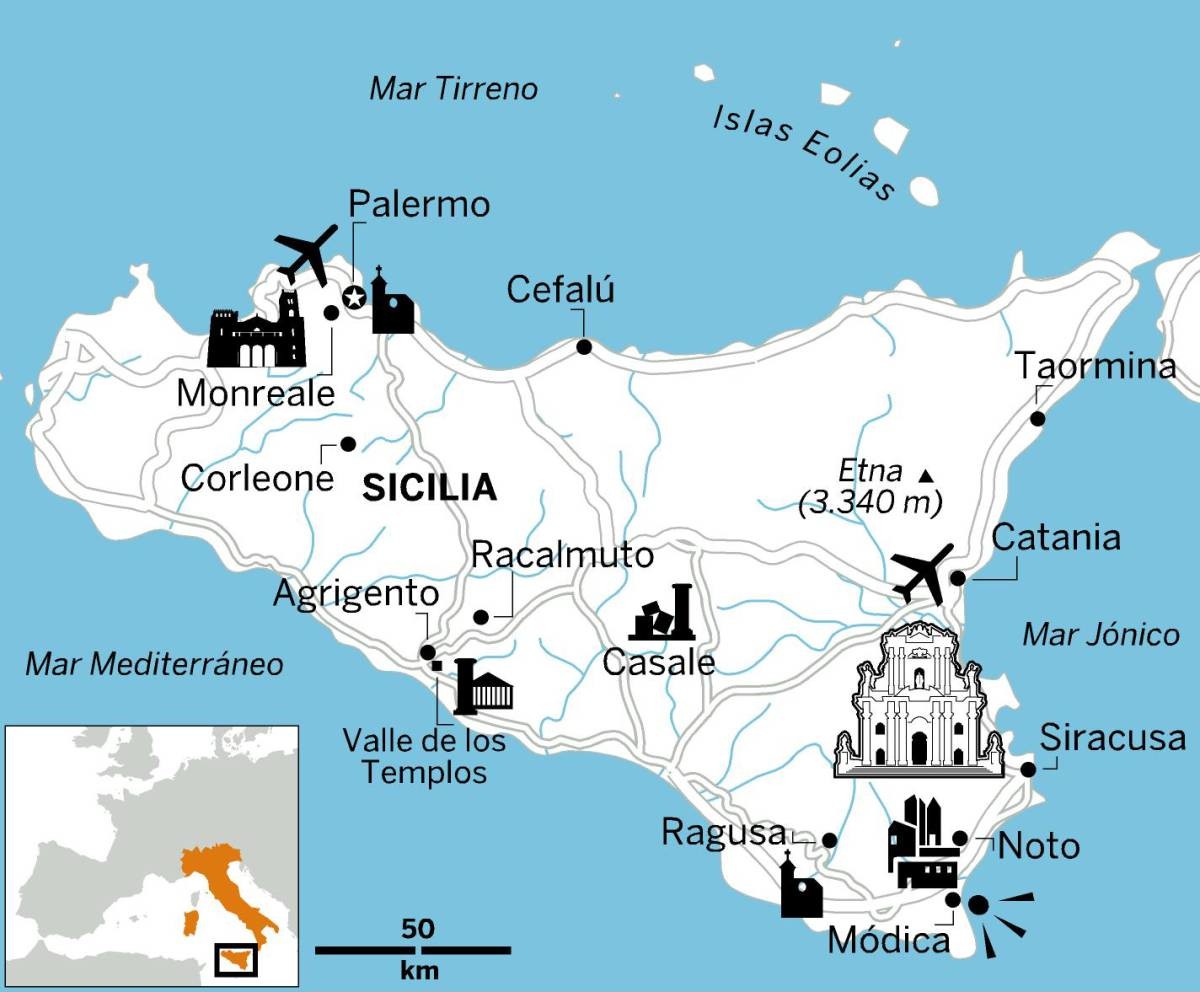 Mar Tirreno
Islas Eolias
Palermo
Cefalú
Taormina
Monreale
Corleone
SICILIA
Etna
(3.340 m)
Catania
Racalmuto
Agrigento
Mar Jónico
Mar Mediterráneo
Casale
Valle de los
Templos
Siracusa
Ragusa
Noto
Módica
50
km